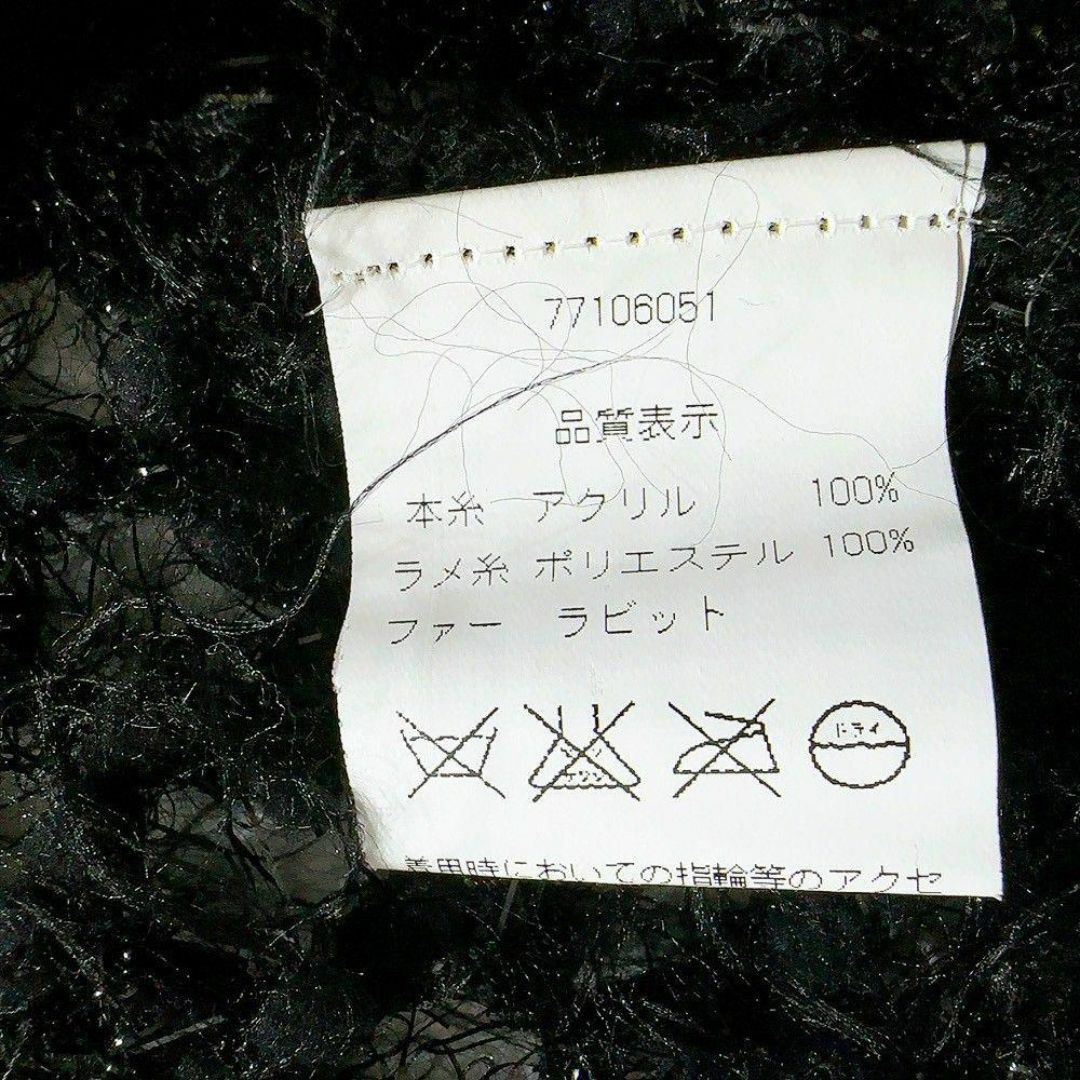 77106051
品質表示
本糸 アクリル 100%
ラメ糸 ポリエステル 100%
ファー ラビット
ドライ
着用時においての指輪等のアクセ